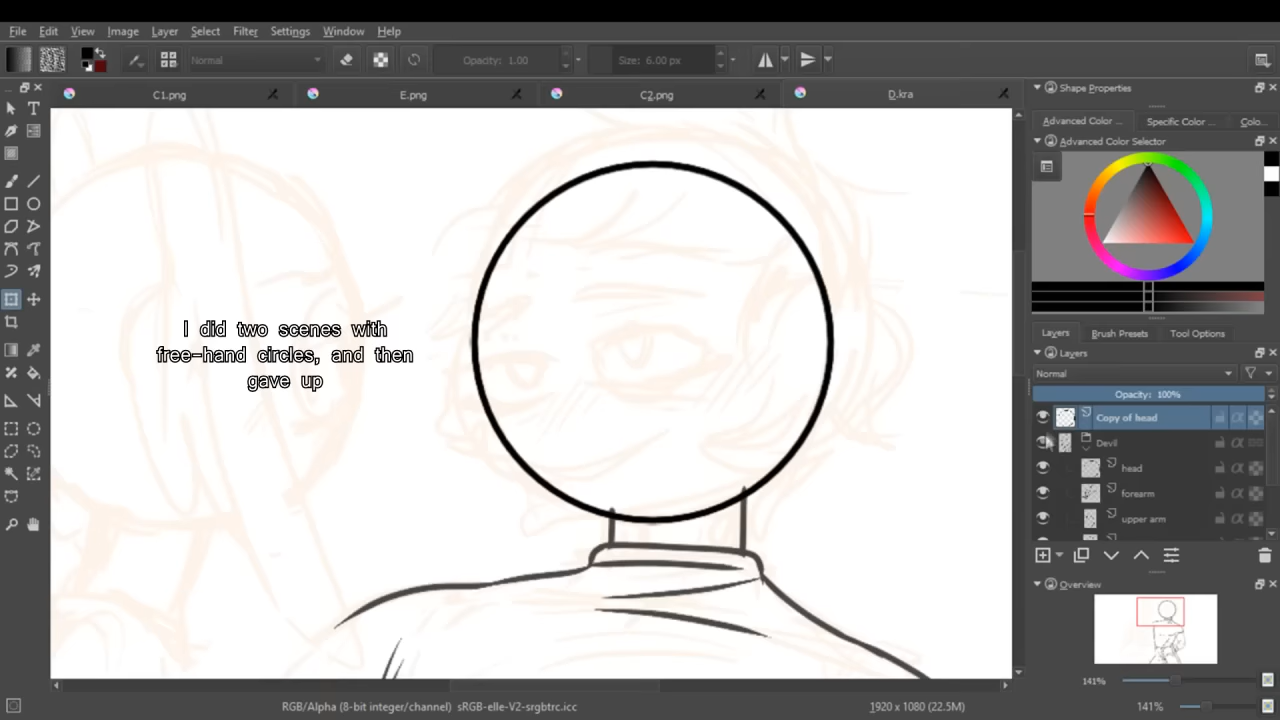 File Edit View Image Layer Select Filter Settings Window Help
Normal Opacity: 1.00 Size: 6.00 px
C1.png E.png C2.png D.kra
Shape Properties
Advanced Color ... Specific Color ... Colo...
Advanced Color Selector
I did two scenes with
free-hand circles, and then
gave up
Layers Brush Presets Tool Options
Layers
Normal
Opacity: 100%
Copy of head
Devil
head
forearm
upper arm
Overview
141%
RGB/Alpha (8-bit integer/channel) sRGB-elle-V2-srgbtrc.icc 1920 x 1080 (22.5M) 141%